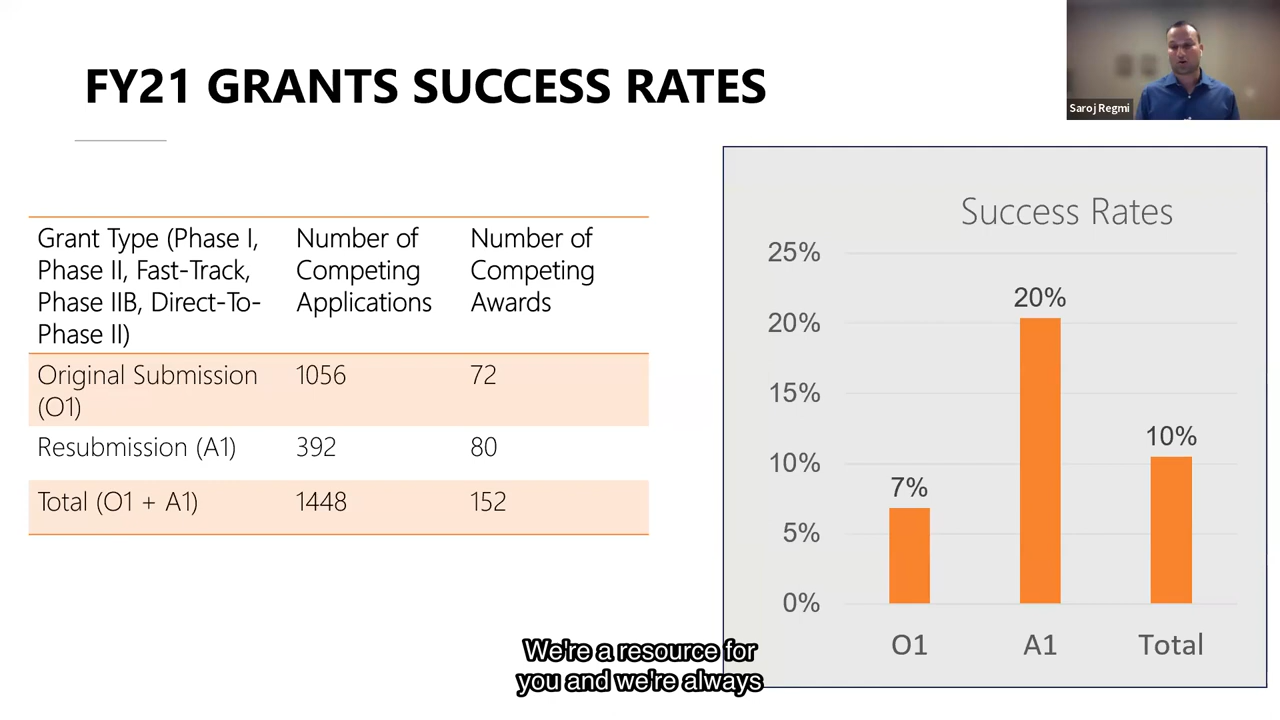 FY21 GRANTS SUCCESS RATES
Saroj Regmi
Grant Type (Phase I,
Phase II, Fast-Track,
Phase IIB, Direct-To-
Phase II)
Number of
Competing
Applications
Number of
Competing
Awards
Original Submission
(O1)
1056
72
Resubmission (A1)
392
80
Total (O1 + A1)
1448
152
Success Rates
25%
20%
15%
10%
5%
0%
7%
20%
10%
O1
A1
Total
We're a resource for
you and we're always